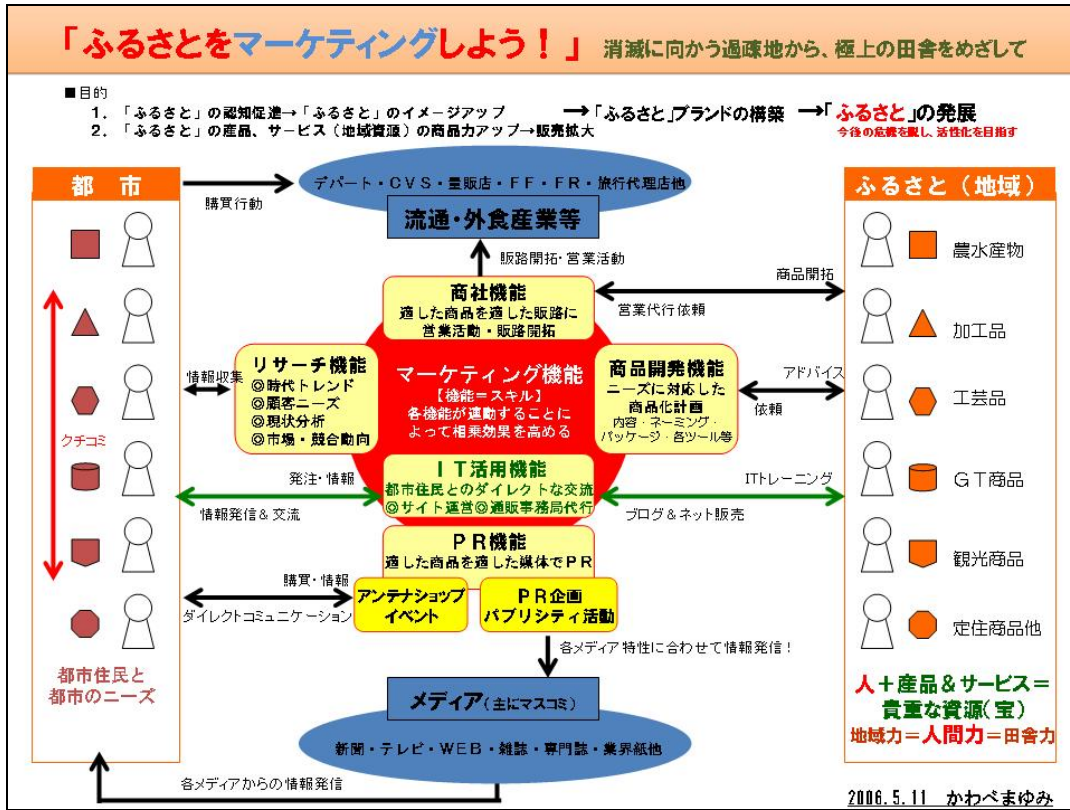 「ふるさとをマーケティングしよう！」 消滅に向かう過疎地から、極上の田舎をめざして
■目的
1. 「ふるさと」の認知促進→「ふるさと」のイメージアップ →「ふるさと」ブランドの構築 →「ふるさと」の発展
2. 「ふるさと」の産品、サービス（地域資源）の商品力アップ→販売拡大
今後の危機を脱し、活性化を目指す
都 市
購買行動
デパート・CVS・量販店・FF・FR・旅行代理店他
流通・外食産業等
販路開拓・営業活動
ふるさと（地域）
商品開拓
営業代行依頼
商社機能
適した商品を適した販路に
営業活動・販路開拓
リサーチ機能
◎時代トレンド
◎顧客ニーズ
◎現状分析
◎市場・競合動向
情報収集
マーケティング機能
【機能＝スキル】
各機能が連動することに
よって相乗効果を高める
商品開発機能
ニーズに対応した
商品化計画
内容・ネーミング・
パッケージ・各ツール等
アドバイス
依頼
クチコミ
発注・情報
情報発信＆交流
IT活用機能
都市住民とのダイレクトな交流
◎サイト運営◎通販事務局代行
ITトレーニング
ブログ＆ネット販売
PR機能
適した商品を適した媒体でPR
購買・情報
ダイレクトコミュニケーション
アンテナショップ
イベント
PR企画
パブリシティ活動
各メディア特性に合わせて情報発信！
メディア（主にマスコミ）
新聞・テレビ・WEB・雑誌・専門誌・業界紙他
各メディアからの情報発信
都市住民と
都市のニーズ
農水産物
加工品
工芸品
GT商品
観光商品
定住商品他
人＋産品＆サービス＝
貴重な資源（宝）
地域力＝人間力＝田舎力
2006.5.11 かわべまゆみ